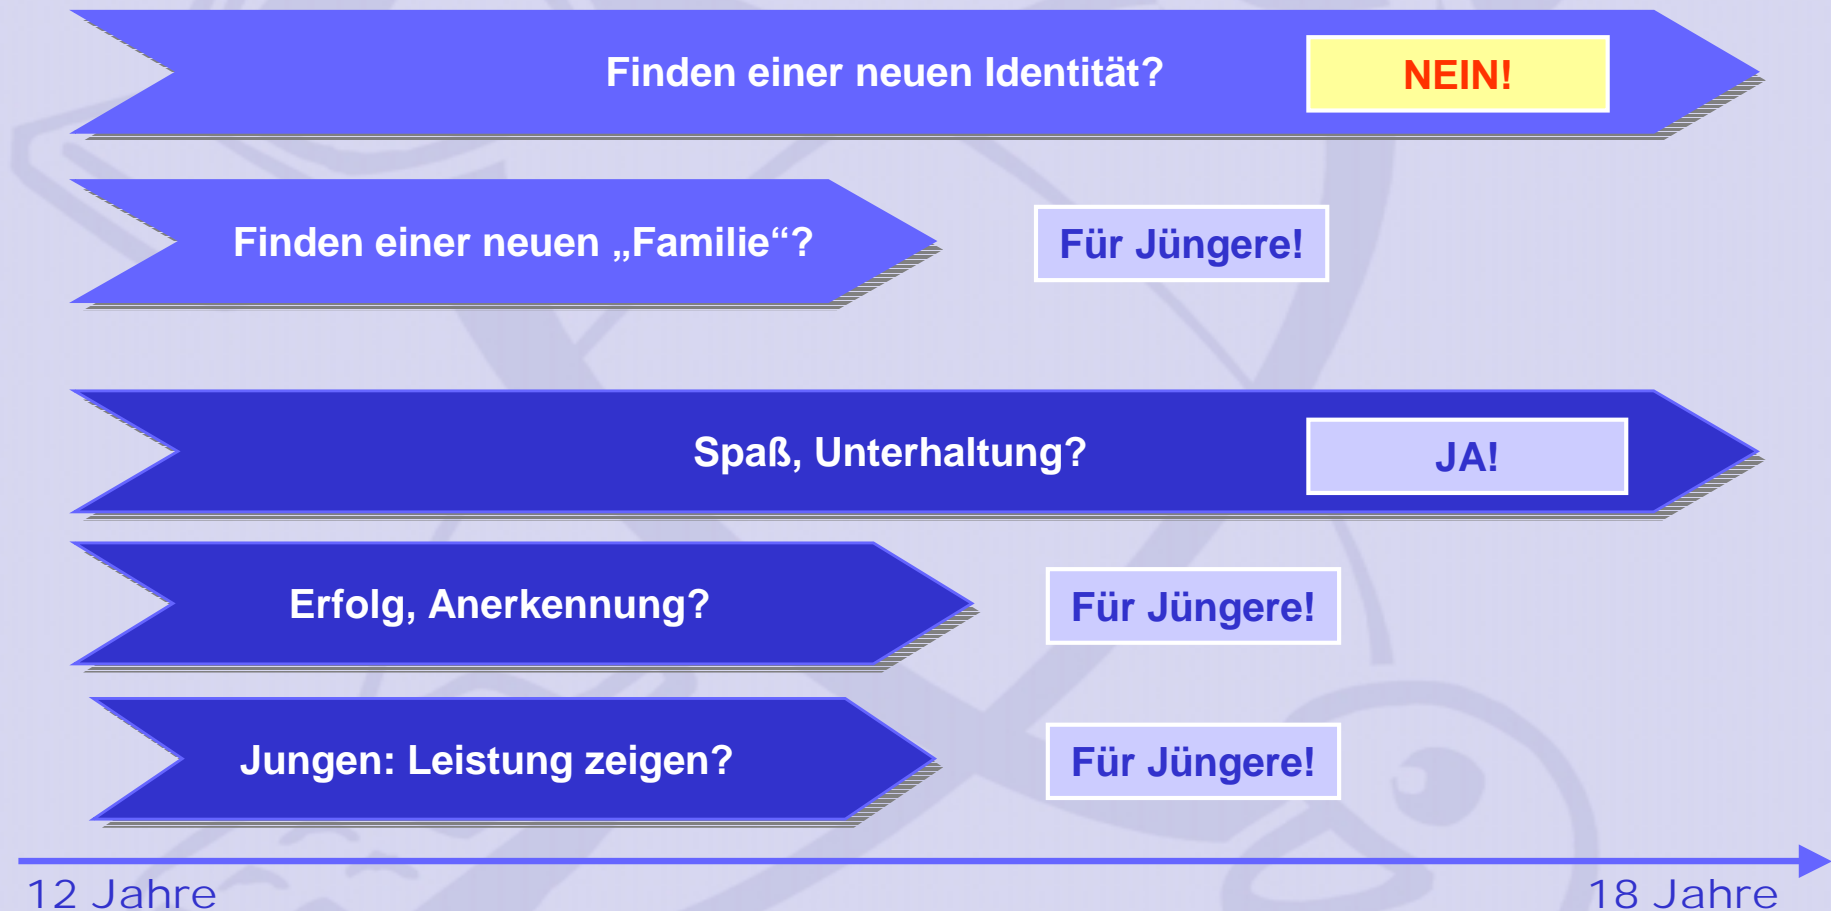 Finden einer neuen Identität? NEIN!
Finden einer neuen „Familie“? Für Jüngere!
Spaß, Unterhaltung? JA!
Erfolg, Anerkennung? Für Jüngere!
Jungen: Leistung zeigen? Für Jüngere!
12 Jahre 18 Jahre